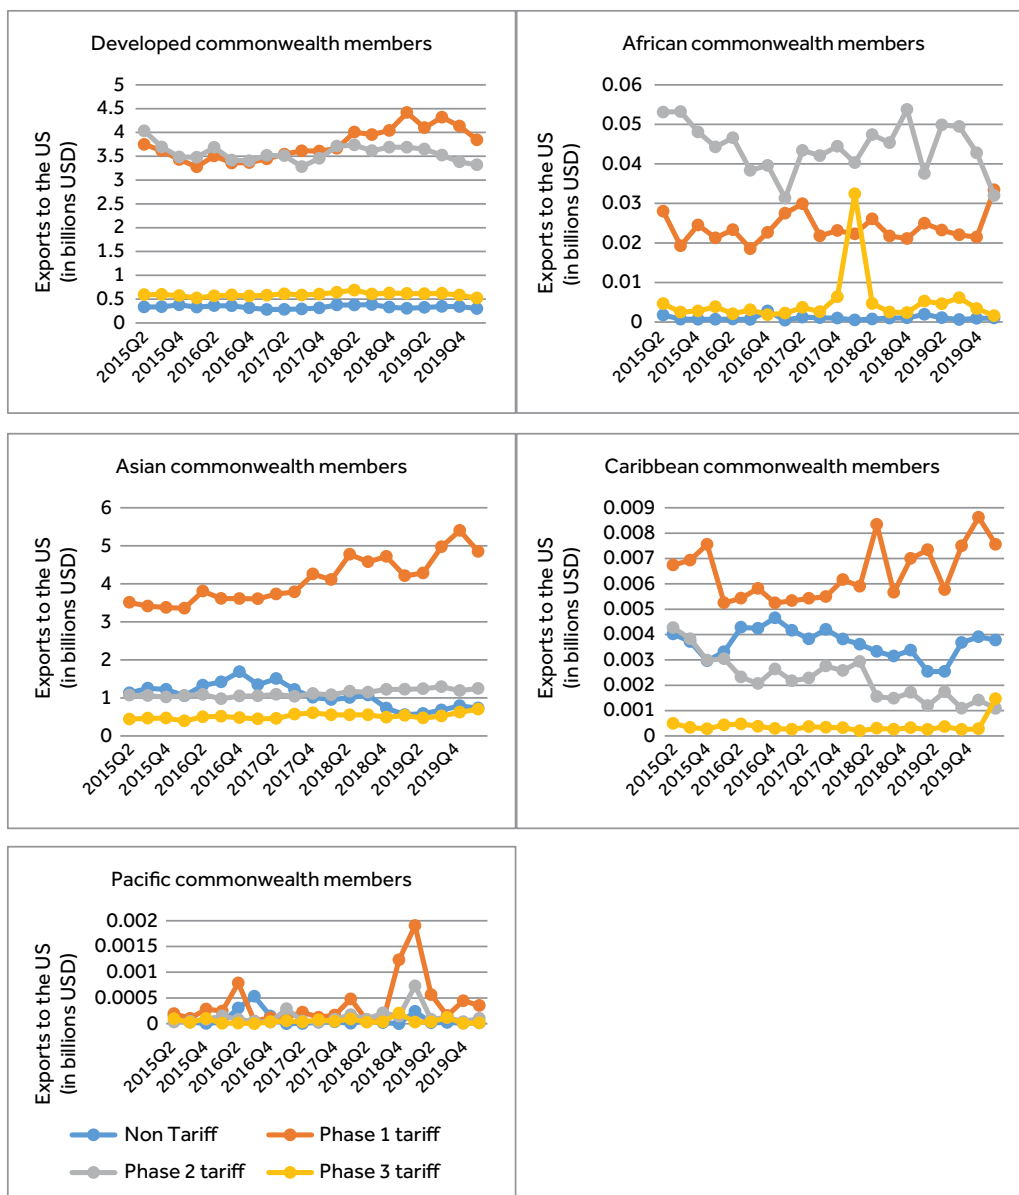 Developed commonwealth members
Exports to the US
(in billions USD)
5
4.5
4
3.5
3
2.5
2
1.5
1
0.5
0
2015Q2
2015Q4
2016Q2
2016Q4
2017Q2
2017Q4
2018Q2
2018Q4
2019Q2
2019Q4
African commonwealth members
Exports to the US
(in billions USD)
0.06
0.05
0.04
0.03
0.02
0.01
0
2015Q2
2015Q4
2016Q2
2016Q4
2017Q2
2017Q4
2018Q2
2018Q4
2019Q2
2019Q4
Asian commonwealth members
Exports to the US
(in billions USD)
6
5
4
3
2
1
0
2015Q2
2015Q4
2016Q2
2016Q4
2017Q2
2017Q4
2018Q2
2018Q4
2019Q2
2019Q4
Caribbean commonwealth members
Exports to the US
(in billions USD)
0.009
0.008
0.007
0.006
0.005
0.004
0.003
0.002
0.001
0
2015Q2
2015Q4
2016Q2
2016Q4
2017Q2
2017Q4
2018Q2
2018Q4
2019Q2
2019Q4
Pacific commonwealth members
Exports to the US
(in billions USD)
0.002
0.0015
0.001
0.0005
0
2015Q2
2015Q4
2016Q2
2016Q4
2017Q2
2017Q4
2018Q2
2018Q4
2019Q2
2019Q4
Non Tariff
Phase 1 tariff
Phase 2 tariff
Phase 3 tariff